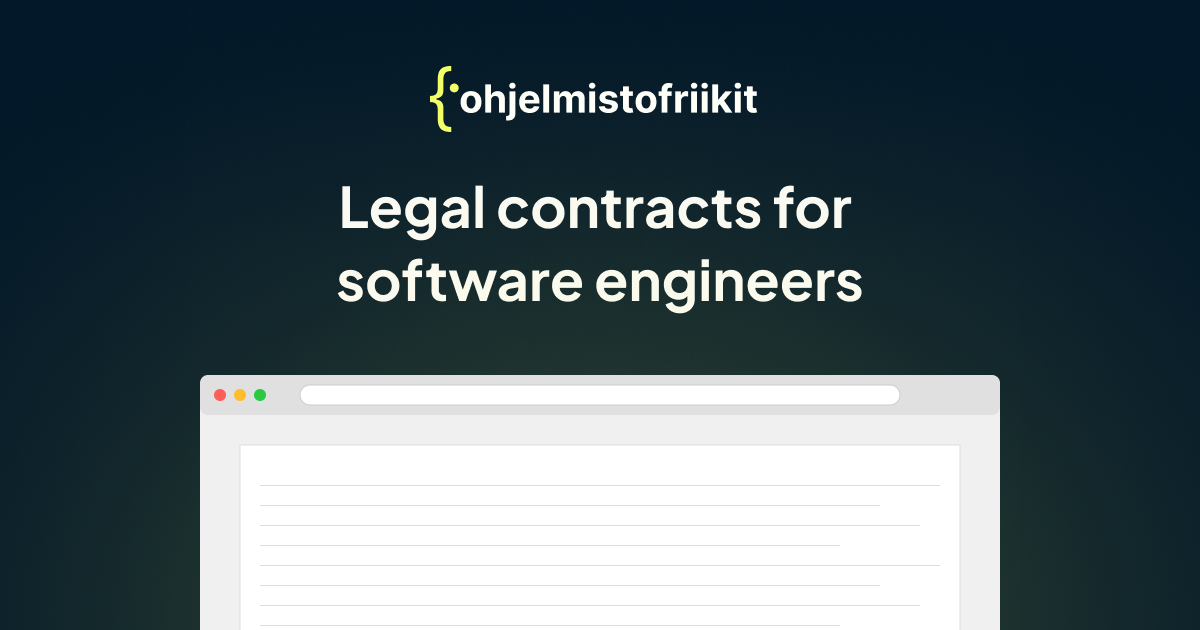 ohjelmistofriikit
Legal contracts for
software engineers